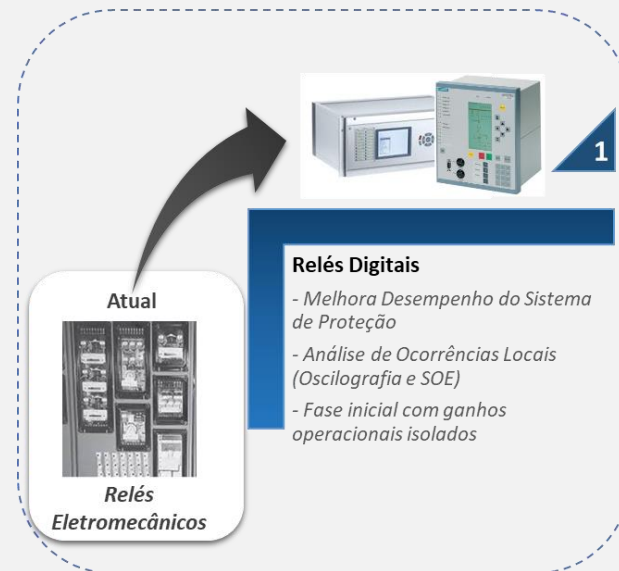 1
Relés Digitais
- Melhora Desempenho do Sistema
de Proteção
- Análise de Ocorrências Locais
(Oscilografia e SOE)
- Fase inicial com ganhos
operacionais isolados
Atual
Relés
Eletromecânicos